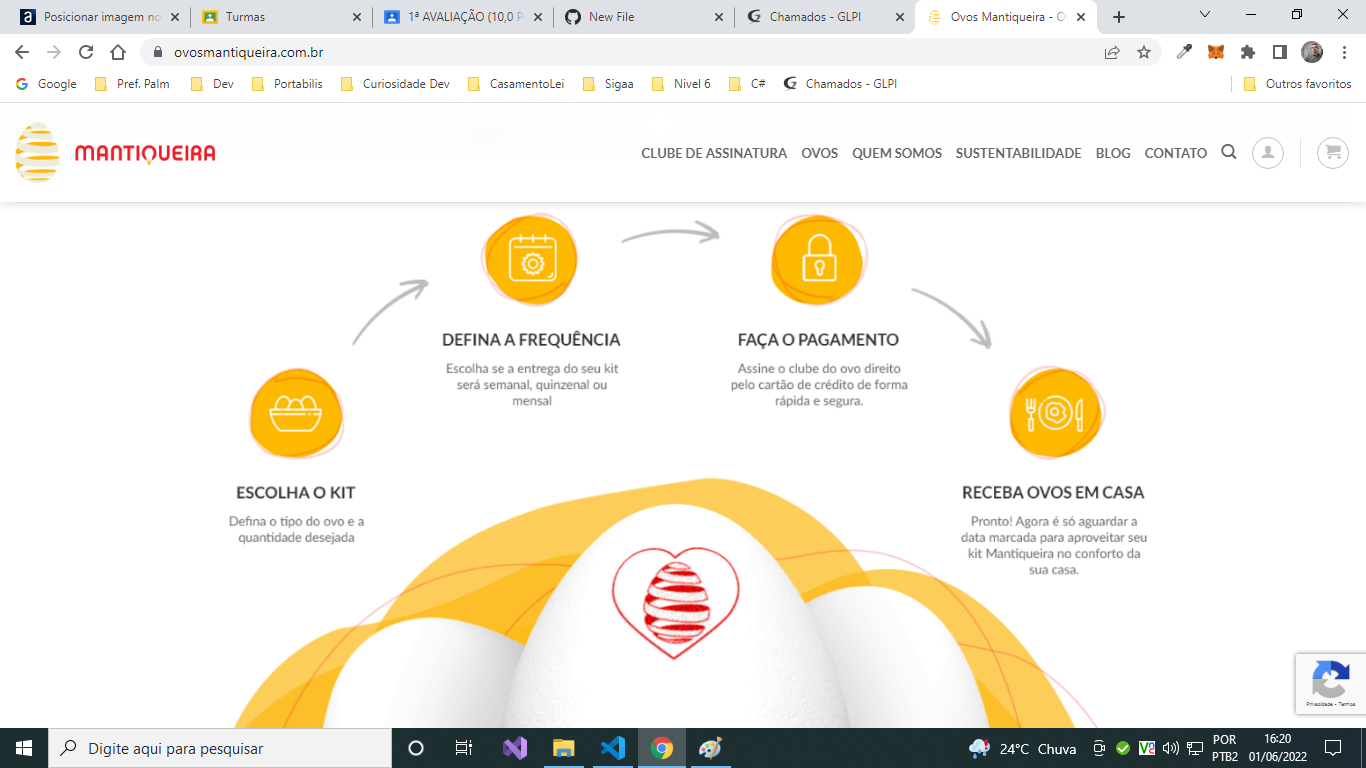 Posicionar imagem no
Turmas
1ª AVALIAÇÃO (10,0 P
New File
Chamados - GLPI
Ovos Mantiqueira - O
ovosmantiqueira.com.br
Google
Pref. Palm
Dev
Portabilis
Curiosidade Dev
CasamentoLei
Sigaa
Nivel 6
C#
Chamados - GLPI
Outros favoritos
MANTIQUEIRA
CLUBE DE ASSINATURA
OVOS
QUEM SOMOS
SUSTENTABILIDADE
BLOG
CONTATO
DEFINA A FREQUÊNCIA
Escolha se a entrega do seu kit
será semanal, quinzenal ou
mensal
FAÇA O PAGAMENTO
Assine o clube do ovo direito
pelo cartão de crédito de forma
rápida e segura.
ESCOLHA O KIT
Defina o tipo do ovo e a
quantidade desejada
RECEBA OVOS EM CASA
Pronto! Agora é só aguardar a
data marcada para aproveitar seu
kit Mantiqueira no conforto da
sua casa.
Privacidade - Termos
Digite aqui para pesquisar
24°C Chuva
POR
PTB2
16:20
01/06/2022